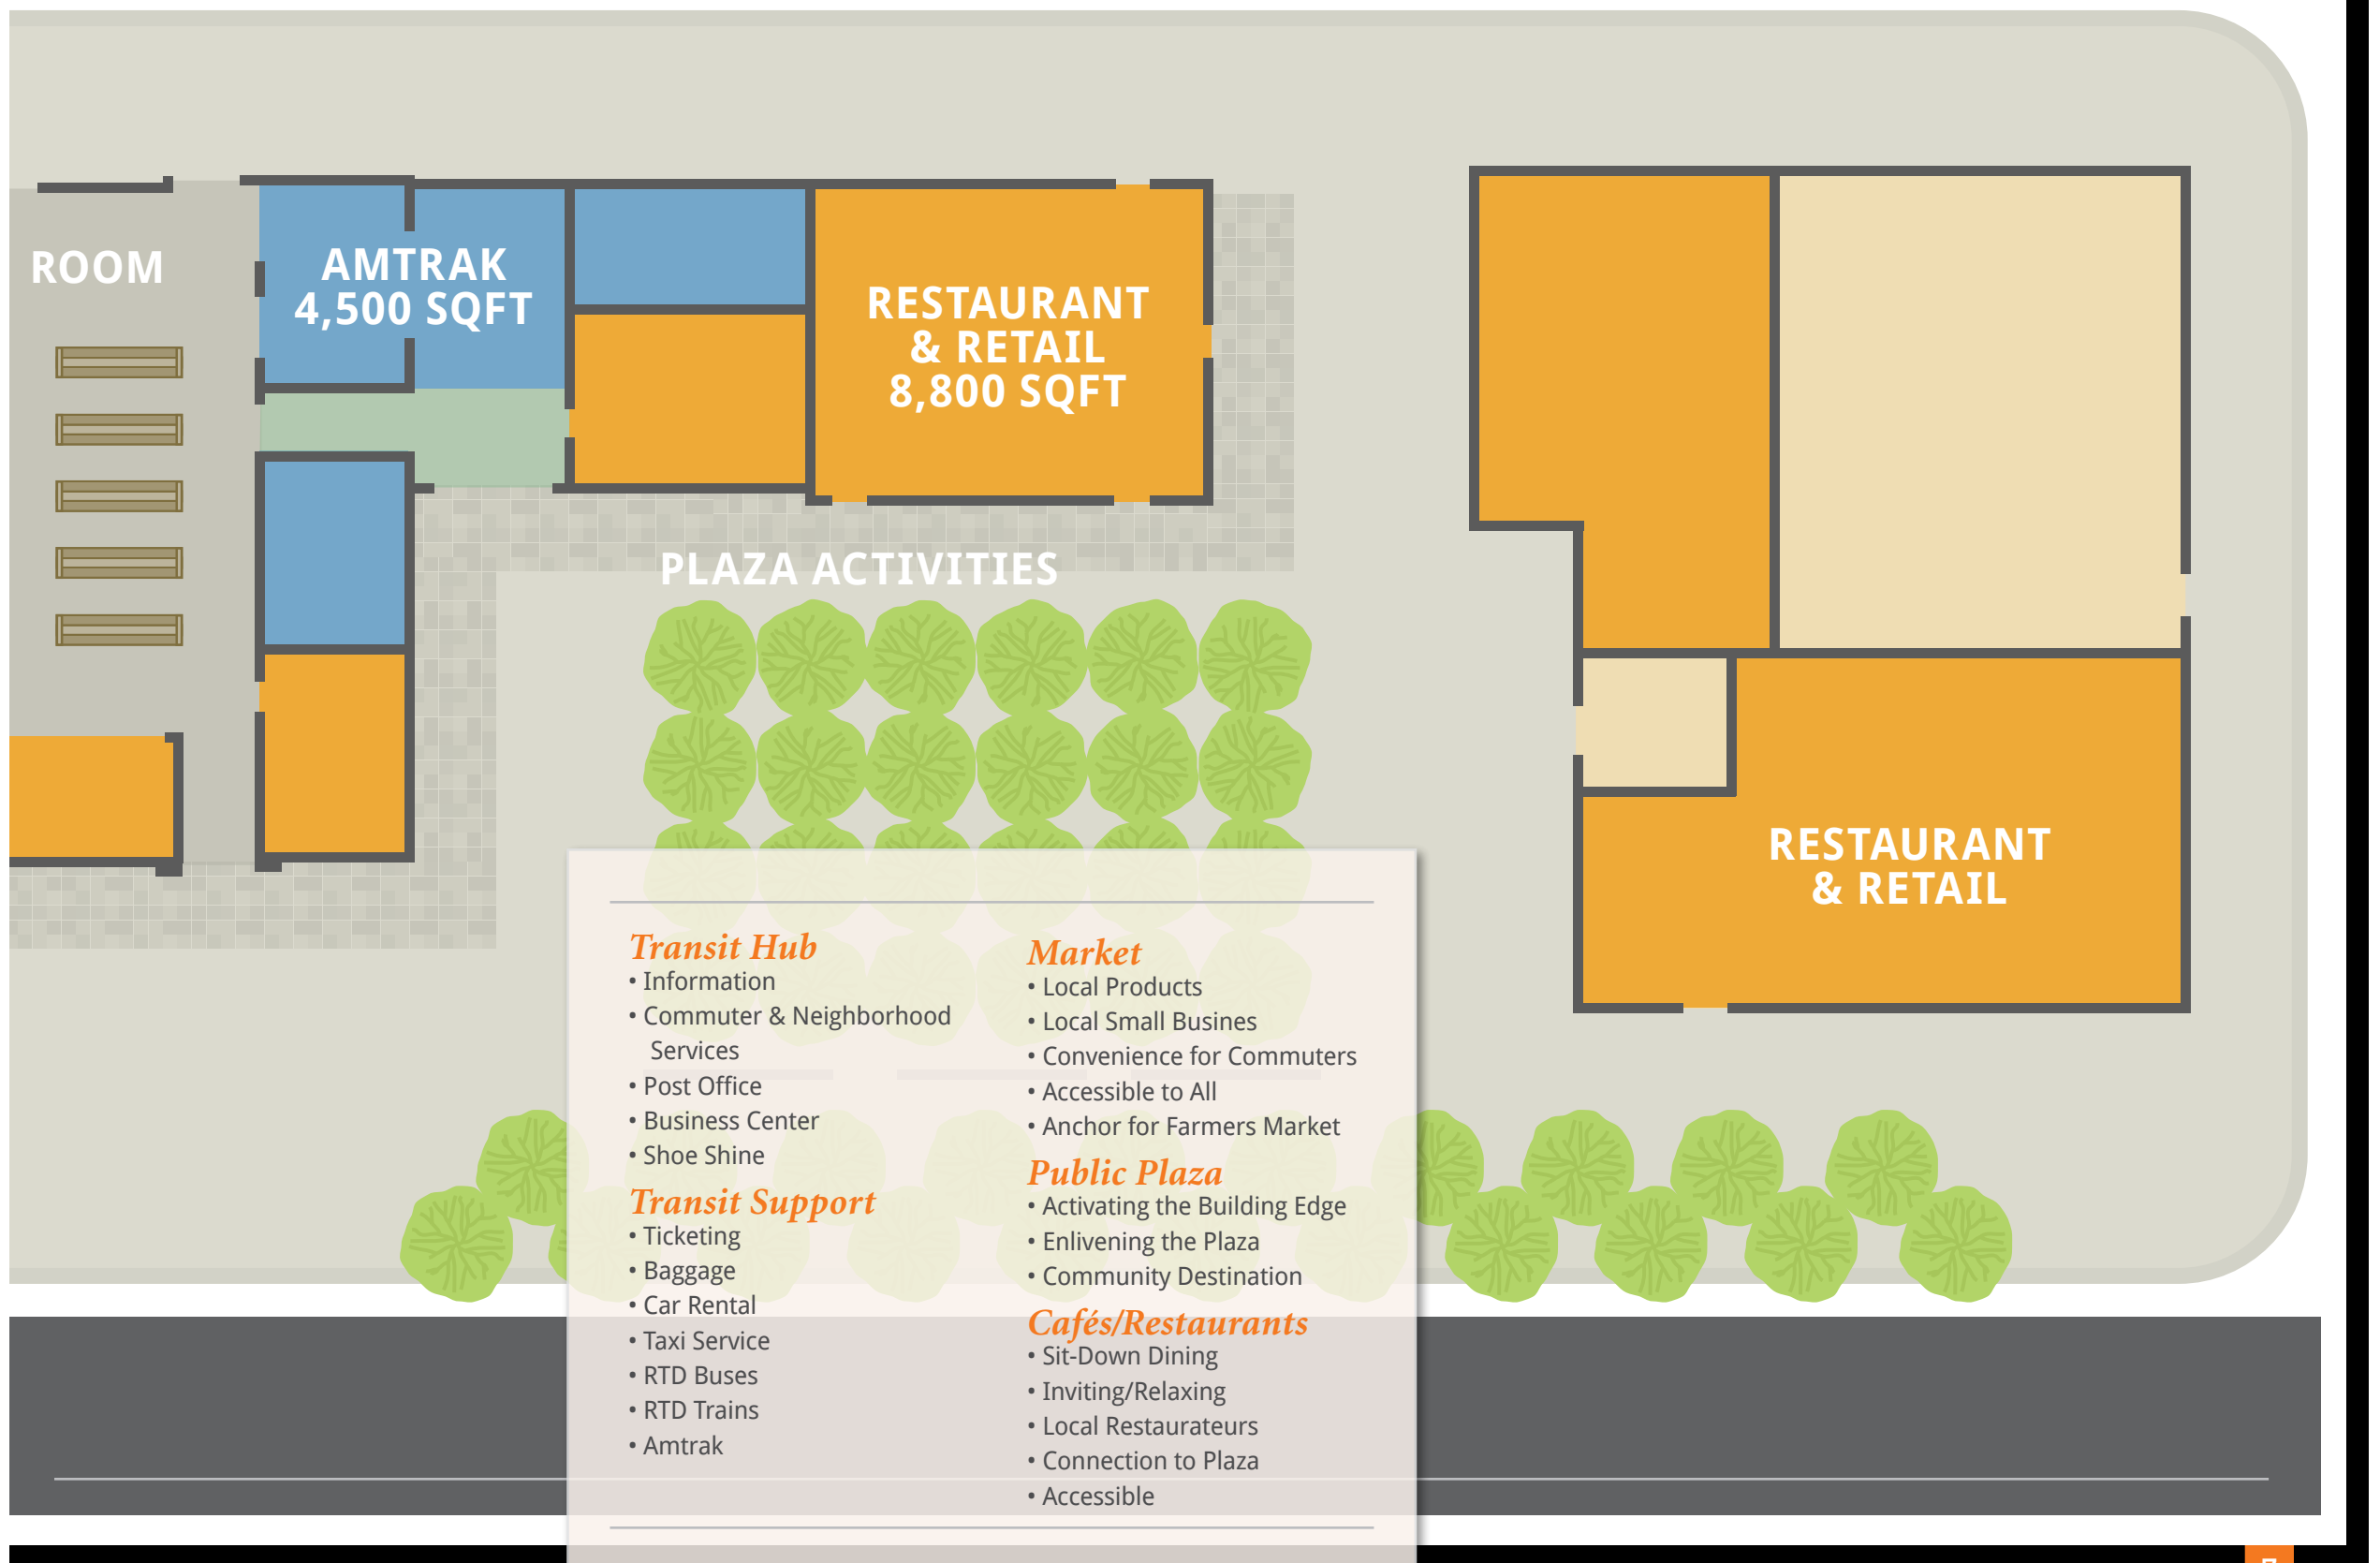 ROOM
AMTRAK
4,500 SQFT
RESTAURANT
& RETAIL
8,800 SQFT
PLAZA ACTIVITIES
RESTAURANT
& RETAIL
Transit Hub
• Information
• Commuter & Neighborhood
Services
• Post Office
• Business Center
• Shoe Shine
Transit Support
• Ticketing
• Baggage
• Car Rental
• Taxi Service
• RTD Buses
• RTD Trains
• Amtrak
Market
• Local Products
• Local Small Busines
• Convenience for Commuters
• Accessible to All
• Anchor for Farmers Market
Public Plaza
• Activating the Building Edge
• Enlivening the Plaza
• Community Destination
Cafés/Restaurants
• Sit-Down Dining
• Inviting/Relaxing
• Local Restaurateurs
• Connection to Plaza
• Accessible